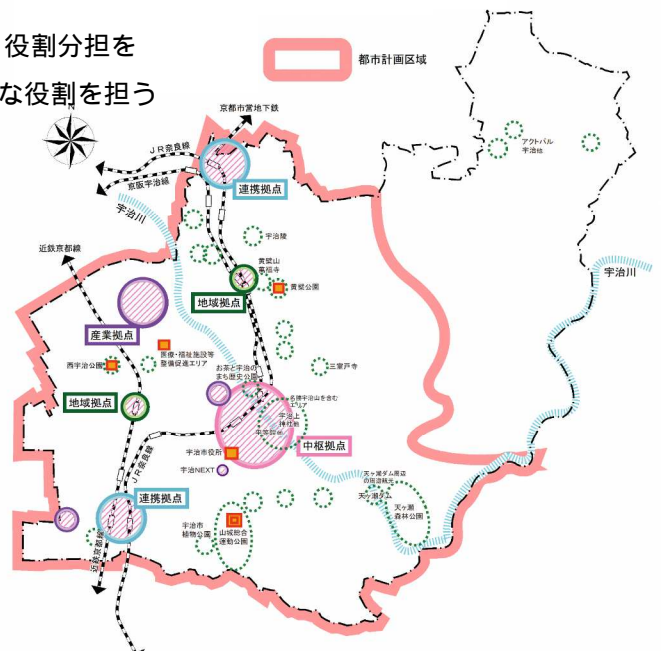 役割分担を
な役割を担う
都市計画区域
N
京都市営地下鉄
JR奈良線
京阪宇治線
連携拠点
アクトパル
宇治他
宇治川
宇治陵
近鉄京都線
黄檗山
萬福寺
宇治川
黄檗公園
地域拠点
産業拠点
医療・福祉施設等
整備促進エリア
西宇治公園
お茶と宇治の
まち歴史公園
三室戸寺
地域拠点
名勝宇治山を含む
エリア
宇治上
神社他
平等院他
中枢拠点
宇治市役所
JR奈良線
宇治NEXT
天ヶ瀬ダム周辺
天ヶ瀬ダム
連携拠点
天ヶ瀬
森林公園
宇治市
植物公園
山城総合
運動公園
近鉄京都線